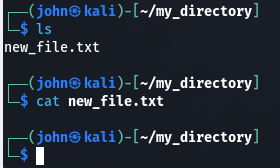 ┌──(john㉿kali)-[~/my_directory]
└─$ ls
new_file.txt
┌──(john㉿kali)-[~/my_directory]
└─$ cat new_file.txt
┌──(john㉿kali)-[~/my_directory]
└─$